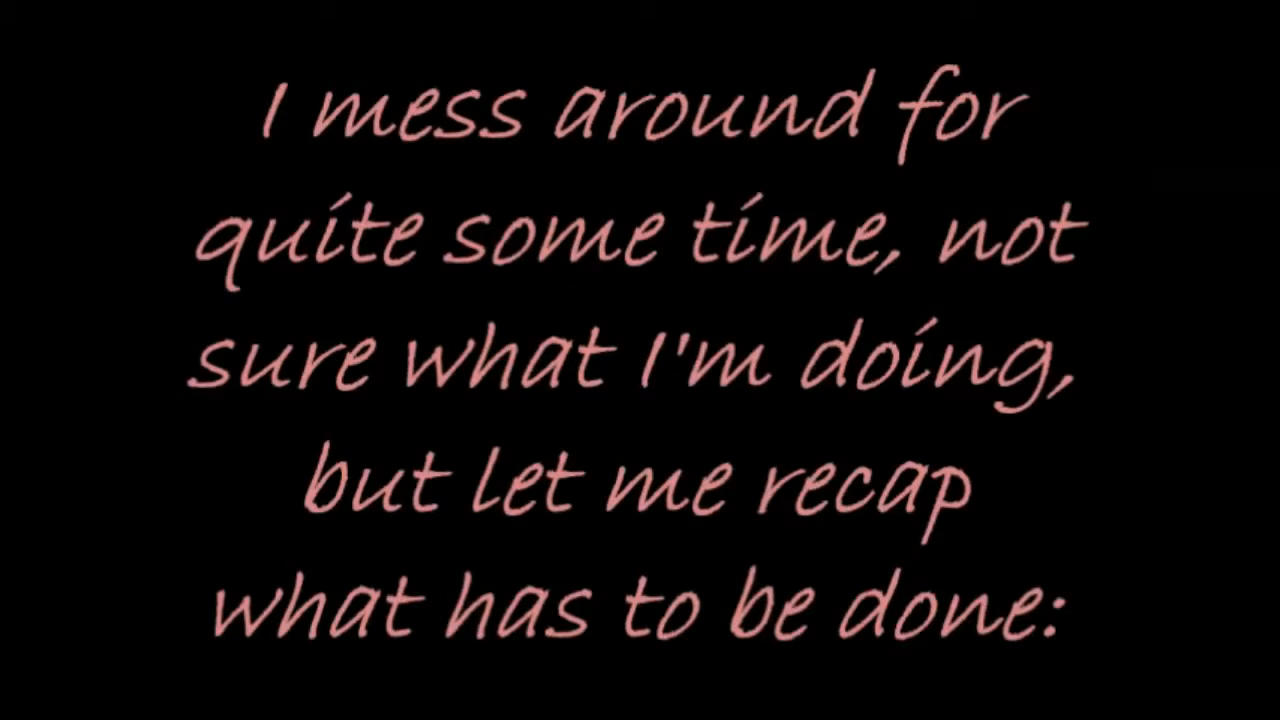 I mess around for
quite some time, not
sure what I'm doing,
but let me recap
what has to be done: